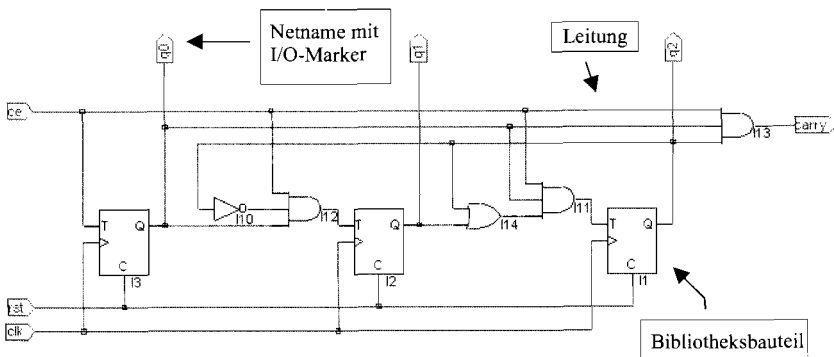 Netname mit
I/O-Marker
Leitung
q0
q1
q2
ce
I13
carry
I10
I12
I14
I11
T Q
C
I3
T Q
C
I2
T Q
C
I1
rst
clk
Bibliotheksbauteil